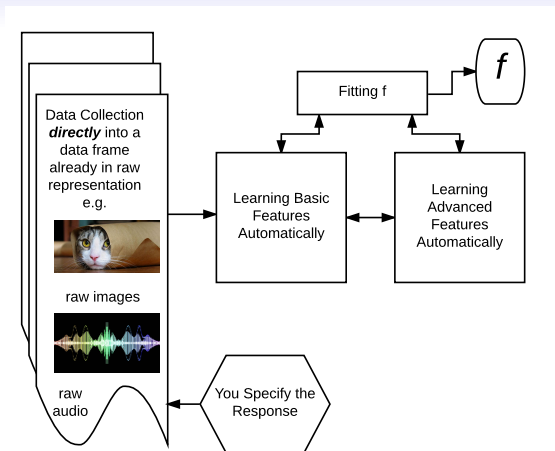 Data Collection
directly into a
data frame
already in raw
representation
e.g.
raw images
raw
audio
Learning Basic
Features
Automatically
Fitting f
f
Learning
Advanced
Features
Automatically
You Specify the
Response